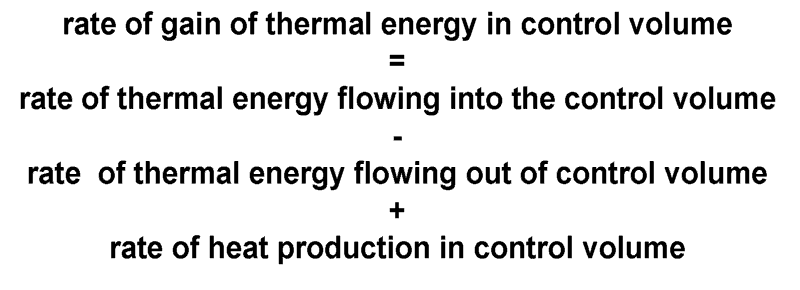 rate of gain of thermal energy in control volume
=
rate of thermal energy flowing into the control volume
-
rate of thermal energy flowing out of control volume
+
rate of heat production in control volume